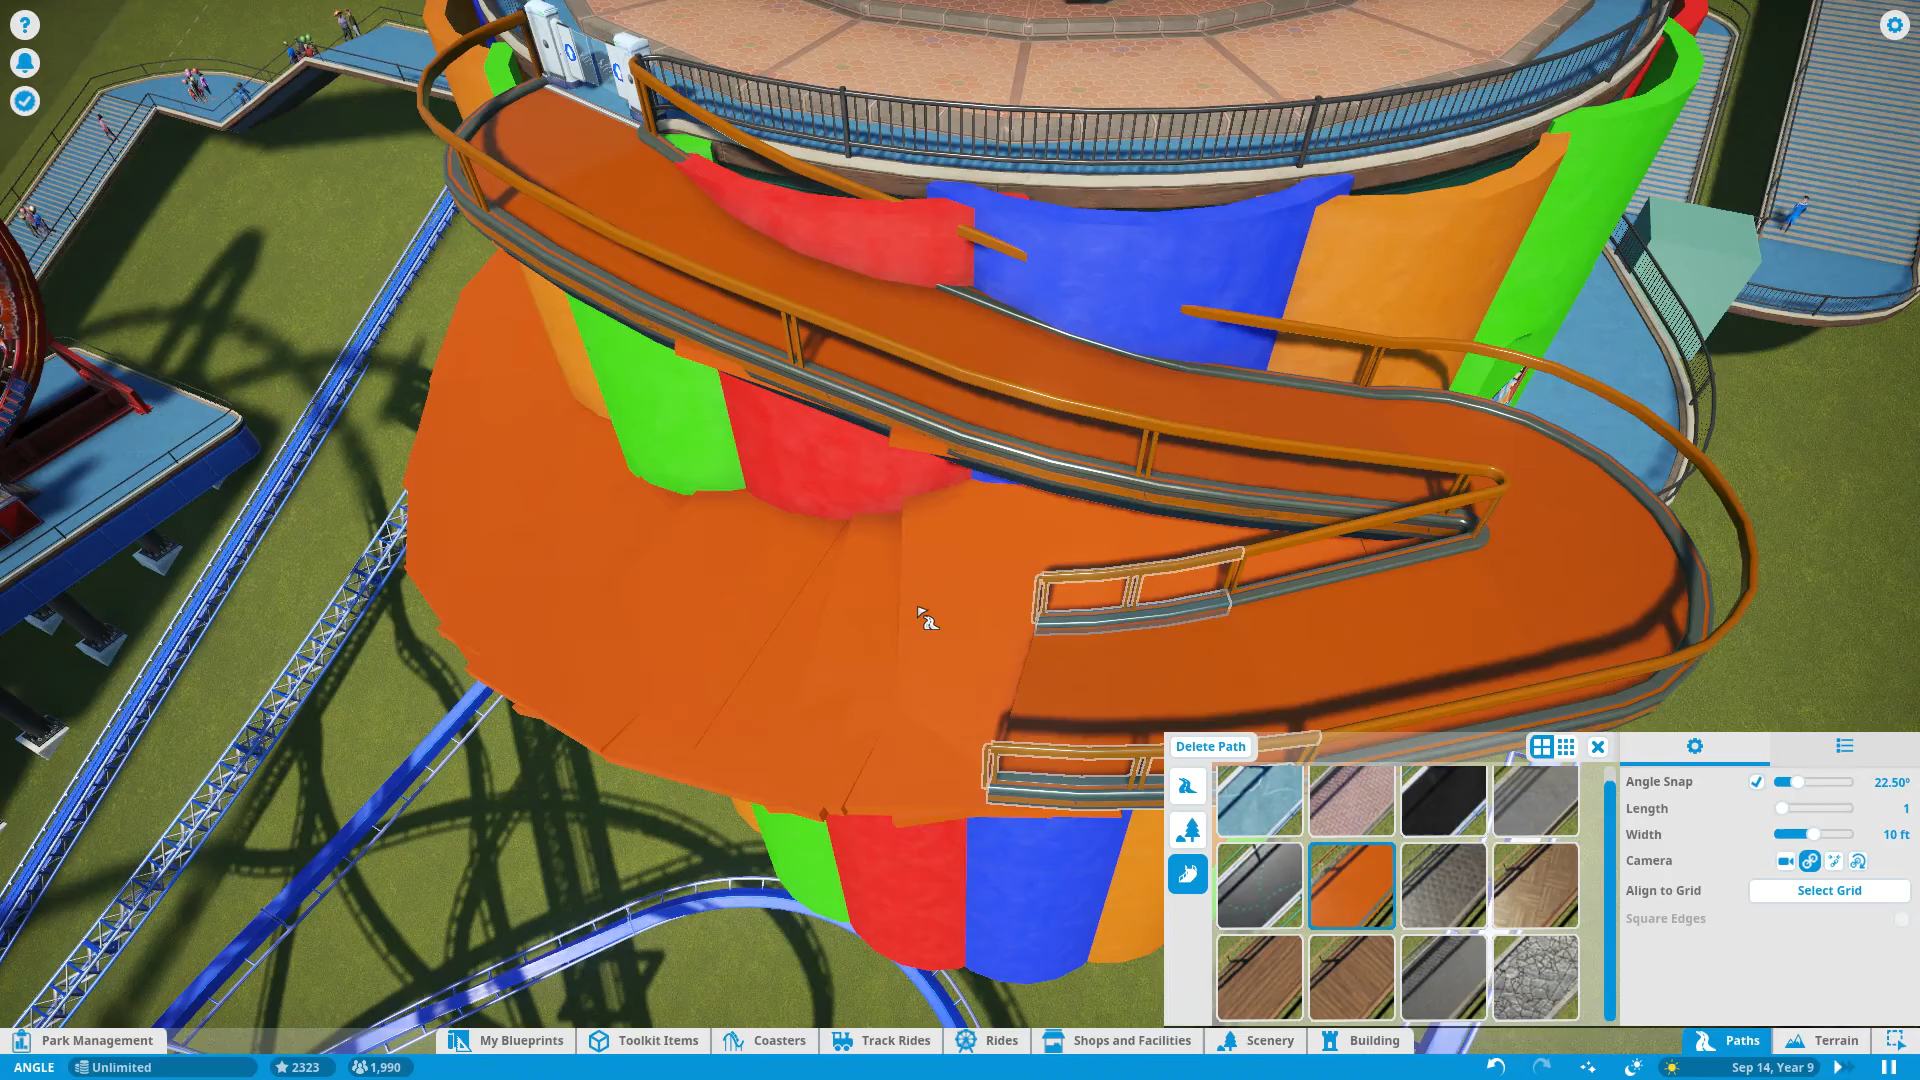 Delete Path
Angle Snap
22.50°
Length
1
Width
10 ft
Camera
Align to Grid
Select Grid
Square Edges
Park Management
My Blueprints
Toolkit Items
Coasters
Track Rides
Rides
Shops and Facilities
Scenery
Building
Paths
Terrain
ANGLE
Unlimited
2323
1,990
Sep 14, Year 9